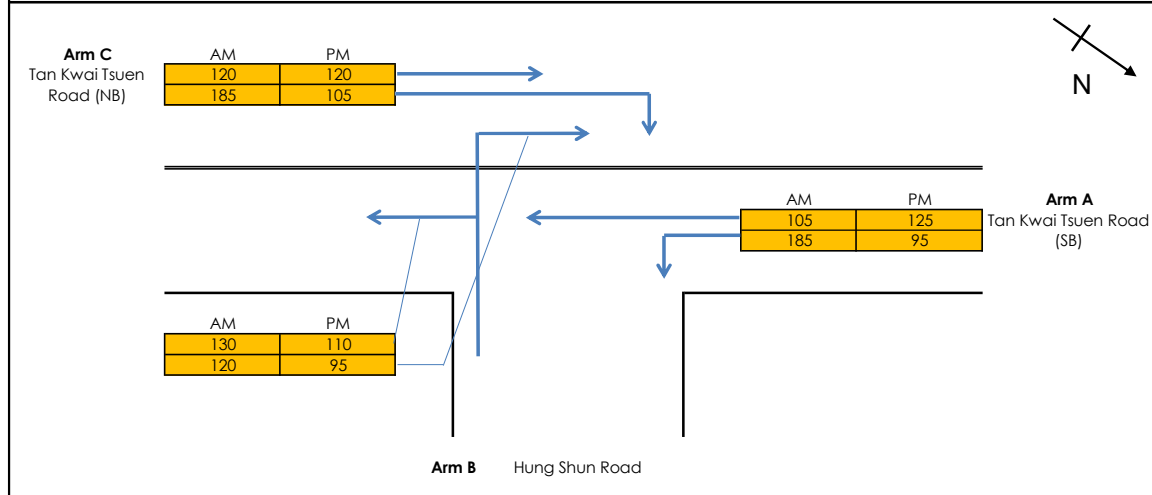 Arm C
Tan Kwai Tsuen
Road (NB)
AM PM
120 120
185 105
N
AM PM
105 125
185 95
Arm A
Tan Kwai Tsuen Road
(SB)
AM PM
130 110
120 95
Arm B Hung Shun Road